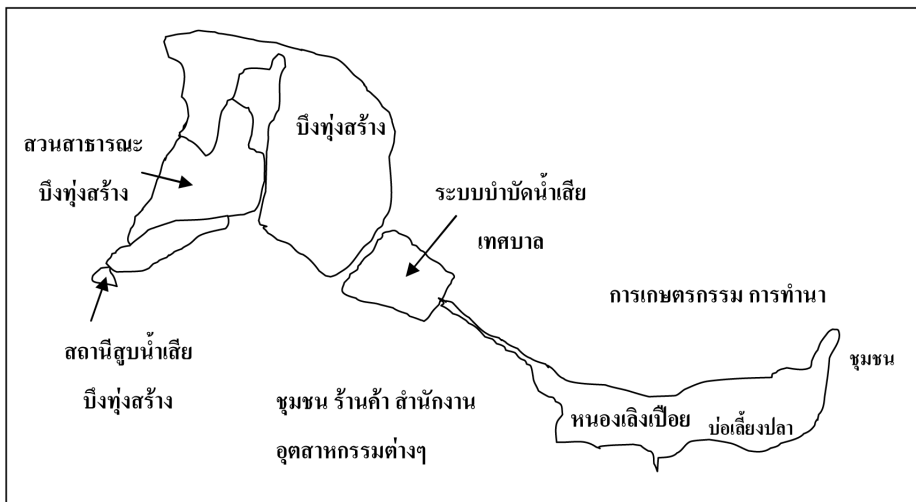 บึงทุ่งสร้าง
สวนสาธารณะ
บึงทุ่งสร้าง
ระบบบำบัดน้ำเสีย
เทศบาล
การเกษตรกรรม การทำนา
สถานีสูบน้ำเสีย
บึงทุ่งสร้าง
ชุมชน
ชุมชน ร้านค้า สำนักงาน
อุตสาหกรรมต่างๆ
หนองเลิงเปือย
บ่อเลี้ยงปลา